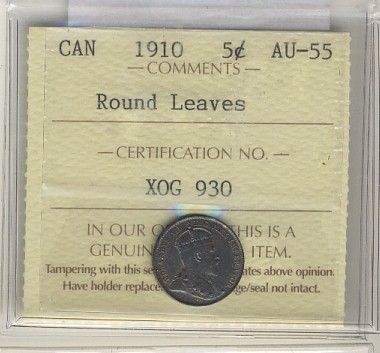 CAN 1910 5¢ AU-55
COMMENTS
Round Leaves
CERTIFICATION NO.
XOG 930
IN OUR O THIS IS A
GENUIN ITEM.
Tampering with this se ates above opinion.
Have holder replace ge/seal not intact.